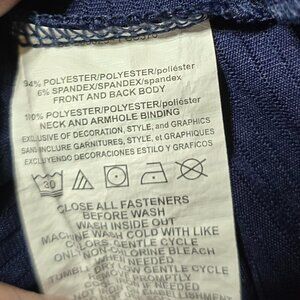 94% POLYESTER/POLYESTER/poliéster
6% SPANDEX/SPANDEX/spandex
FRONT AND BACK BODY
100% POLYESTER/POLYESTER/poliéster
NECK AND ARMHOLE BINDING
EXCLUSIVE OF DECORATION, STYLE, and GRAPHICS
SANS INCLURE GARNITURES, STYLE, et GRAPHIQUES
EXCLUYENDO DECORACIONES ESTILO Y GRAFICOS
30
CLOSE ALL FASTENERS
BEFORE WASH
WASH INSIDE OUT
MACHINE WASH COLD WITH LIKE
COLORS, GENTLE CYCLE
ONLY NON-CHLORINE BLEACH
WHEN NEEDED
TUMBLE DRY LOW GENTLE CYCLE